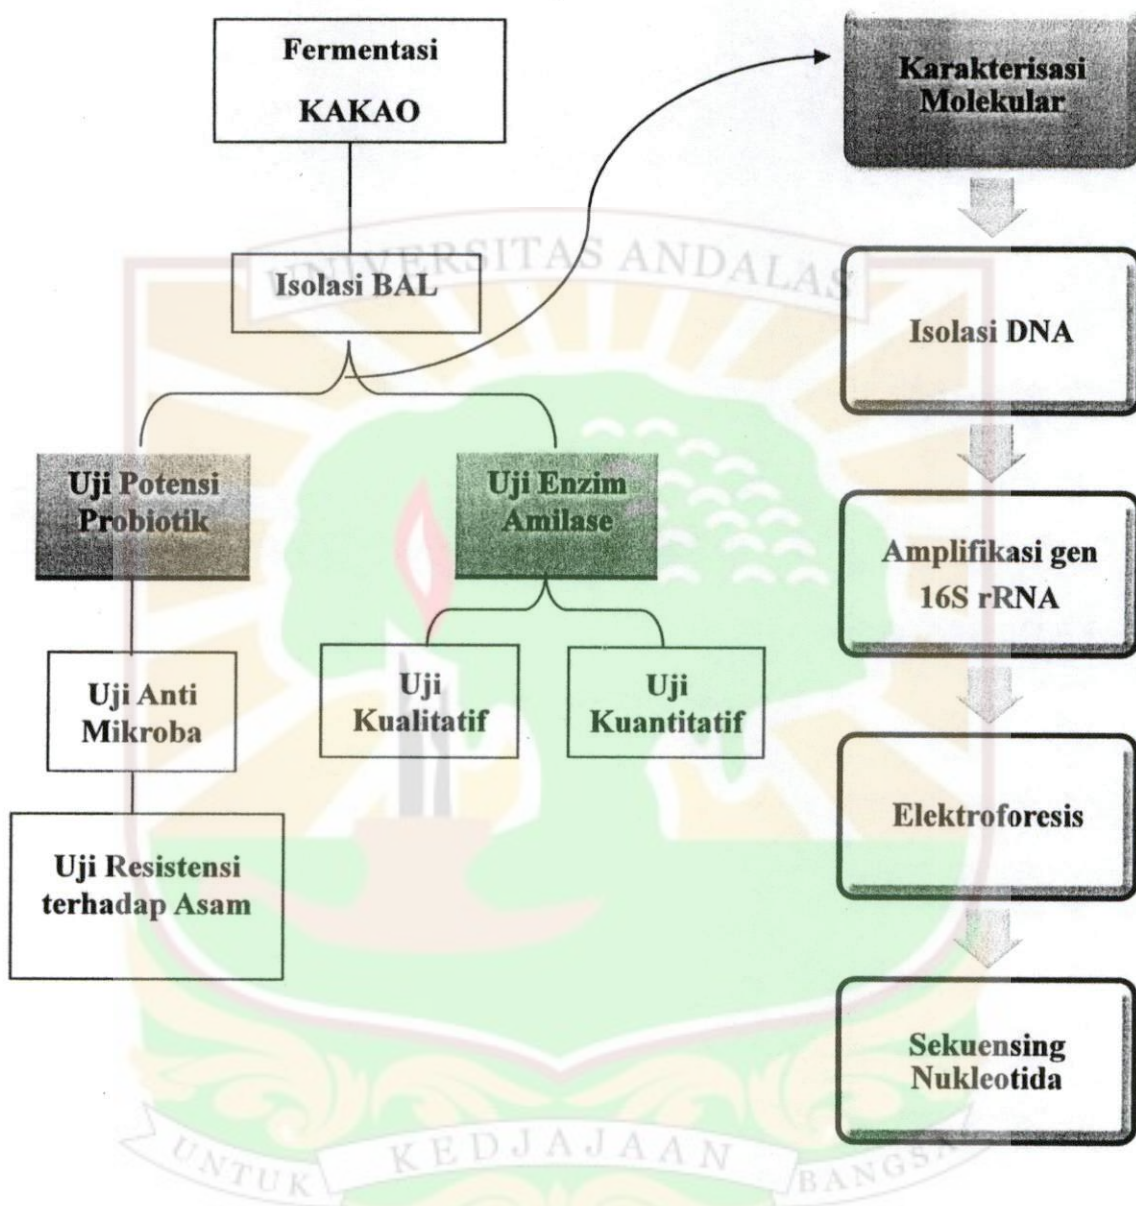 Fermentasi
KAKAO
Karakterisasi
Molekular
UNIVERSITAS ANDALAS
Isolasi BAL
Isolasi DNA
Uji Potensi
Probiotik
Uji Enzim
Amilase
Amplifikasi gen
16S rRNA
Uji Anti
Mikroba
Uji
Kualitatif
Uji
Kuantitatif
Elektroforesis
Uji Resistensi
terhadap Asam
Sekuensing
Nukleotida
UNTUK KEDJAJAAN BANGSA